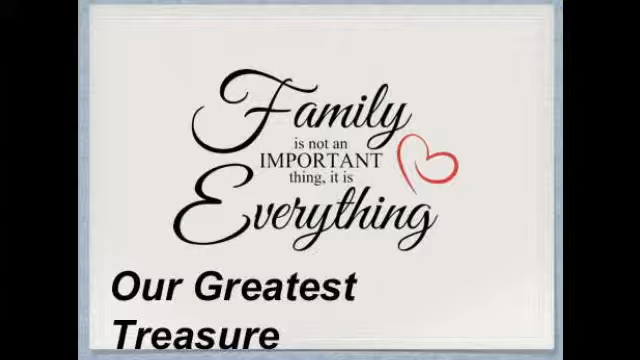 Family
is not an
IMPORTANT
thing, it is
Everything
Our Greatest
Treasure